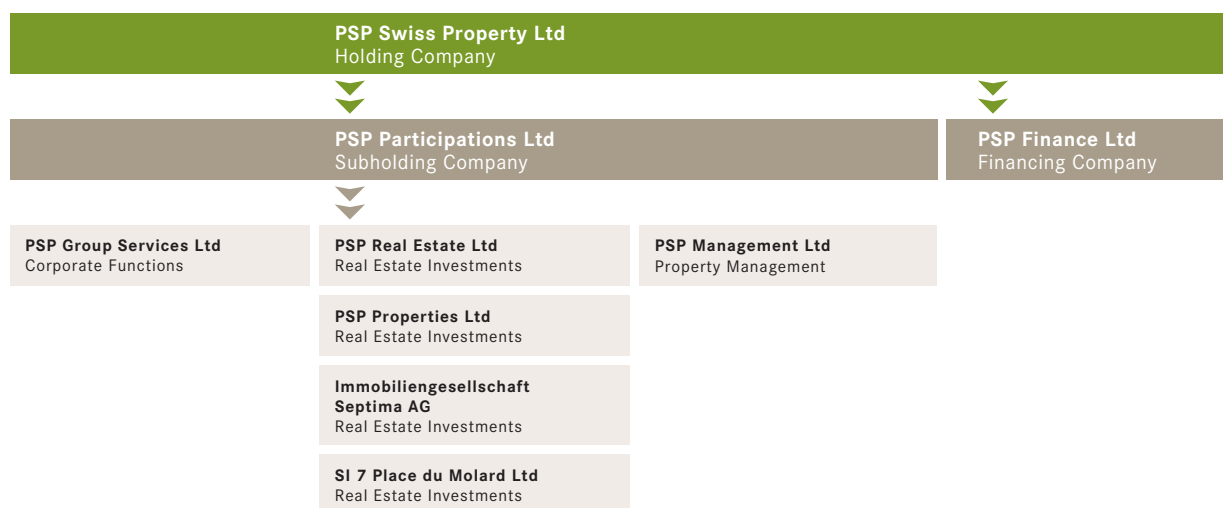 PSP Swiss Property Ltd
Holding Company
PSP Participations Ltd
Subholding Company
PSP Finance Ltd
Financing Company
PSP Group Services Ltd
Corporate Functions
PSP Real Estate Ltd
Real Estate Investments
PSP Management Ltd
Property Management
PSP Properties Ltd
Real Estate Investments
Immobiliengesellschaft
Septima AG
Real Estate Investments
SI 7 Place du Molard Ltd
Real Estate Investments